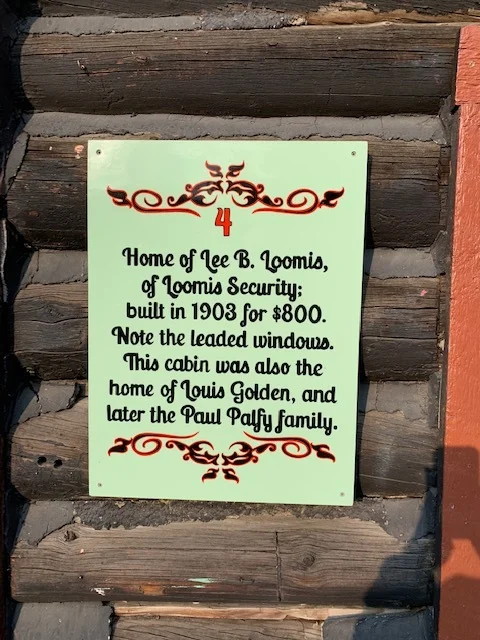 4
Home of Lee B. Loomis,
of Loomis Security;
built in 1903 for $800.
Note the leaded windows.
This cabin was also the
home of Louis Golden, and
later the Paul Palfy family.